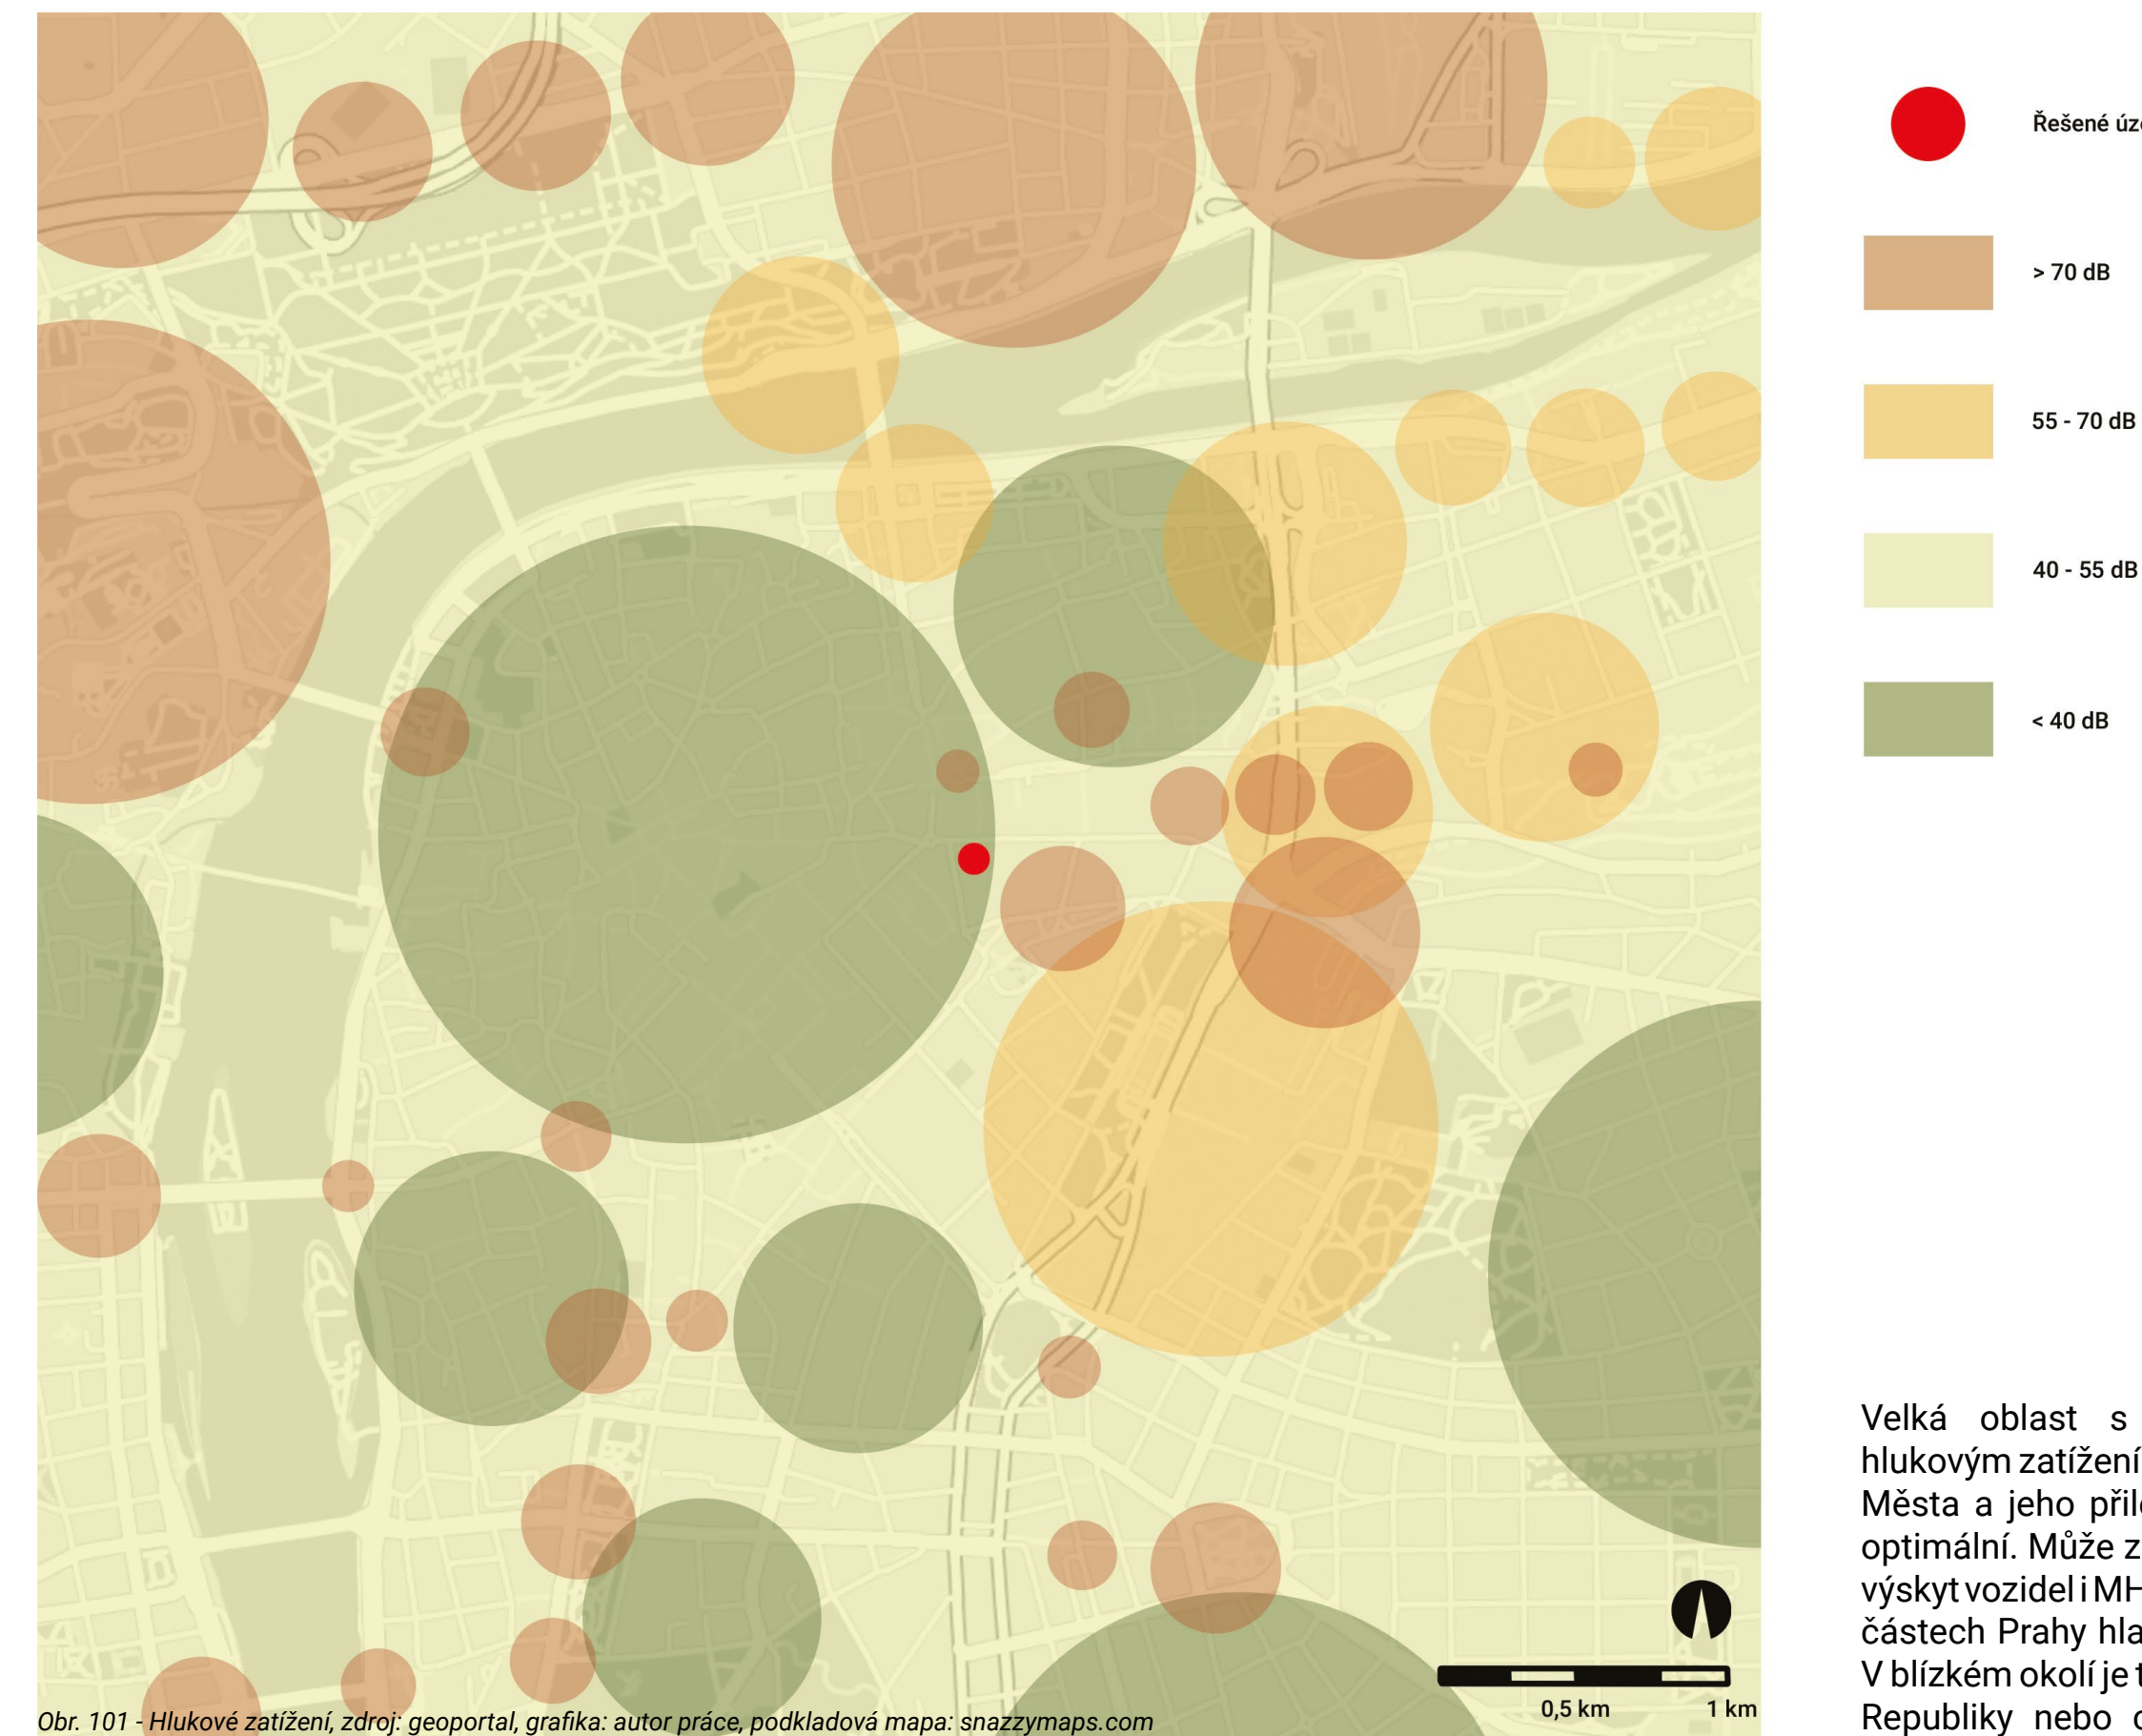 Řešené úz
> 70 dB
55 - 70 dB
40 - 55 dB
< 40 dB
0,5 km 1 km
Obr. 101 - Hlukové zatížení, zdroj: geoportal, grafika: autor práce, podkladová mapa: snazzymaps.com
Velká oblast s
hlukovým zatížení
Města a jeho přil
optimální. Může z
výskyt vozidel i MH
částech Prahy hla
V blízkém okolí je t
Republiky nebo